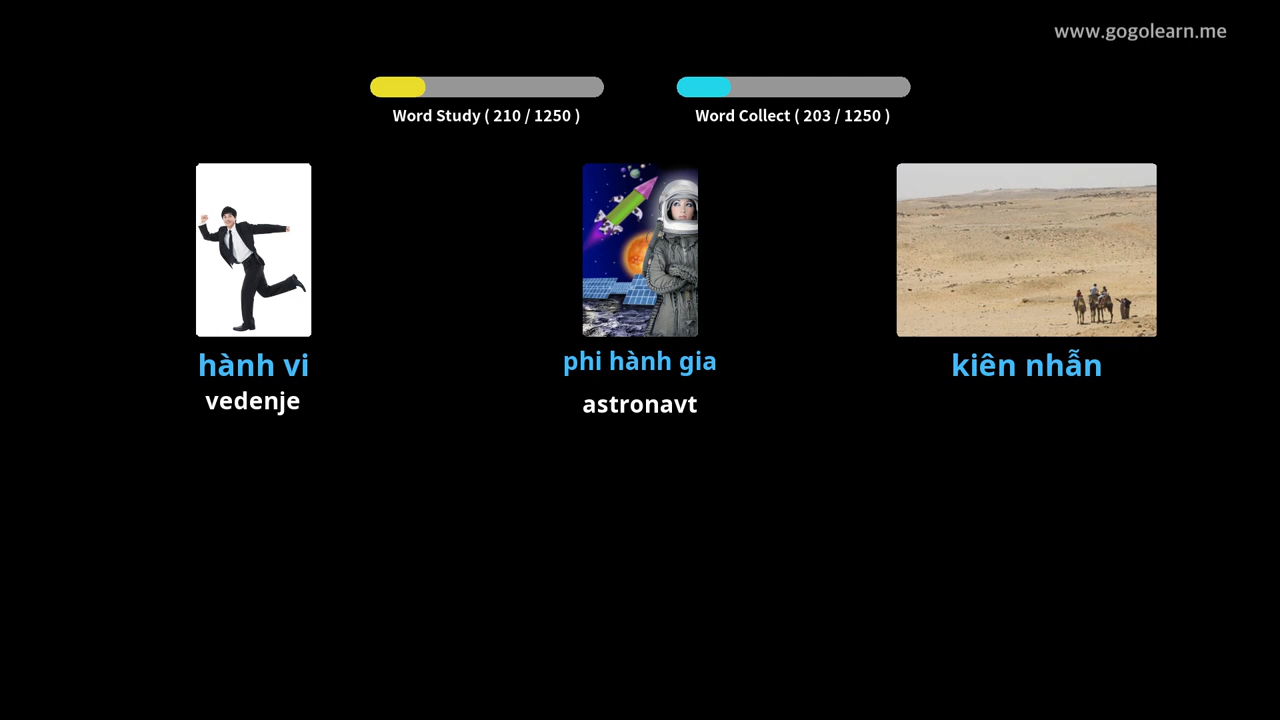 www.gogolearn.me
Word Study ( 210 / 1250 )
Word Collect ( 203 / 1250 )
hành vi
vedenje
phi hành gia
astronavt
kiên nhẫn